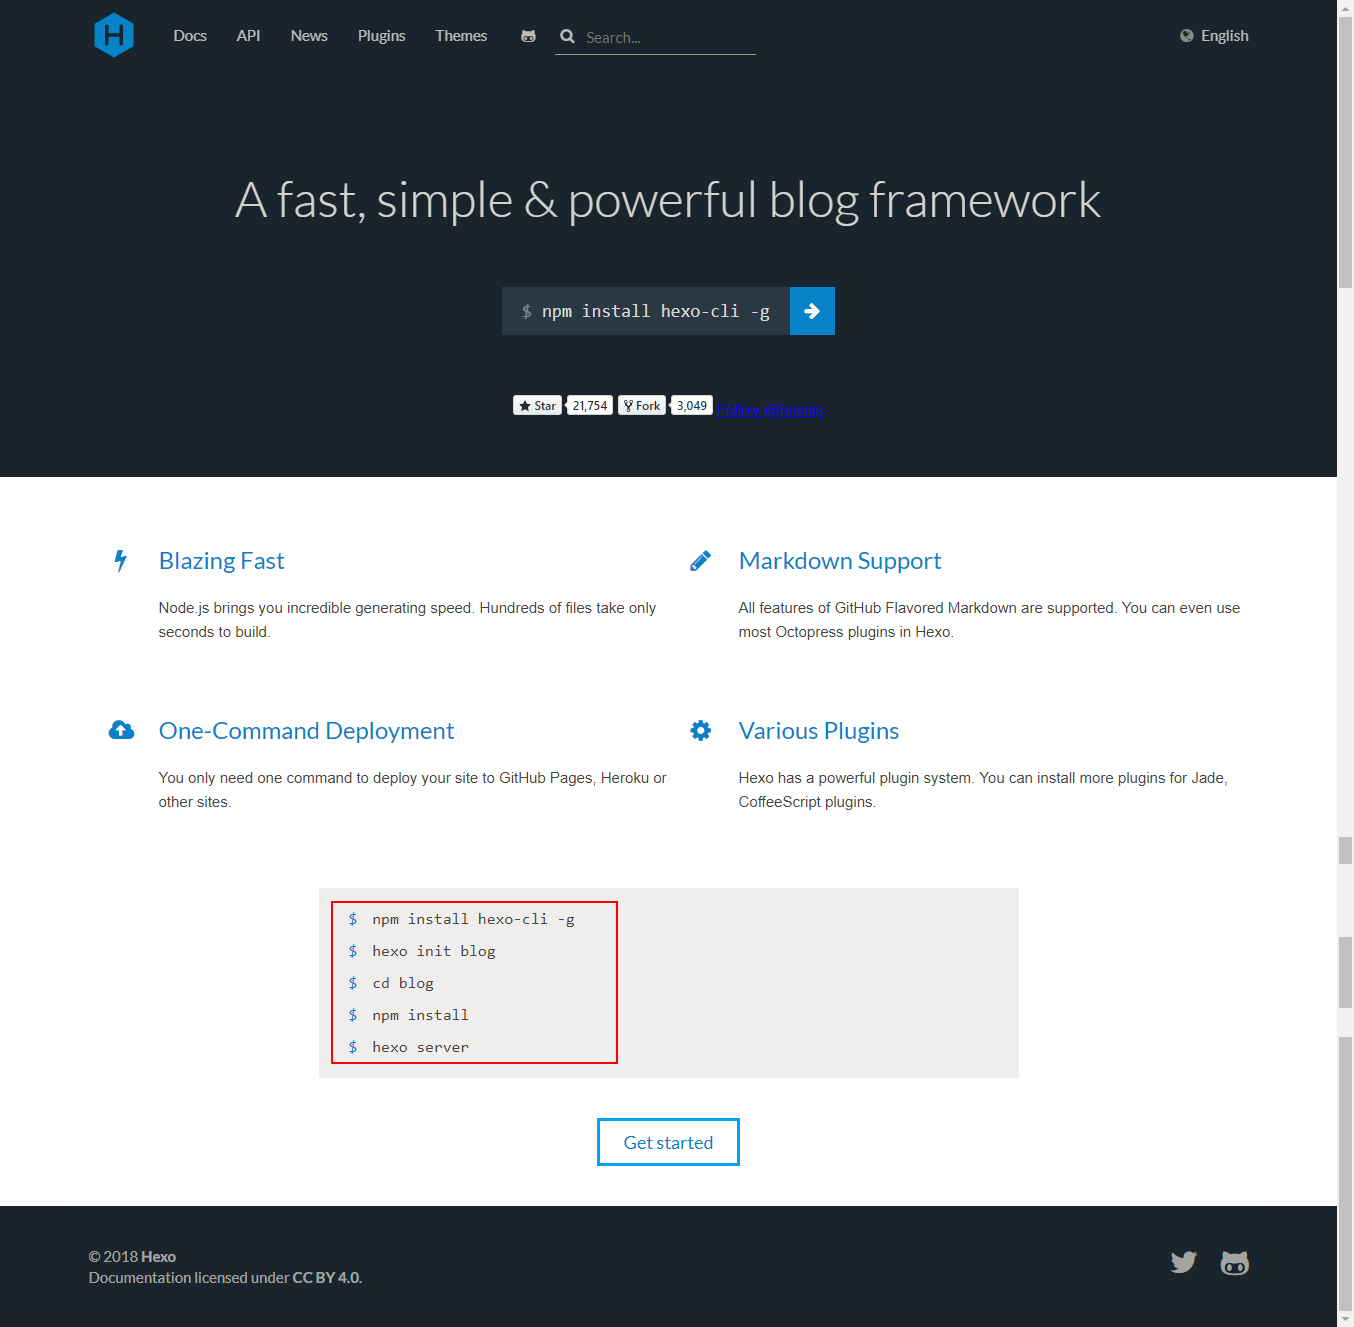 H
Docs API News Plugins Themes Search... English
A fast, simple & powerful blog framework
$ npm install hexo-cli -g
Star 21,754 Fork 3,049 Follow @hexojs
Blazing Fast
Node.js brings you incredible generating speed. Hundreds of files take only
seconds to build.
Markdown Support
All features of GitHub Flavored Markdown are supported. You can even use
most Octopress plugins in Hexo.
One-Command Deployment
You only need one command to deploy your site to GitHub Pages, Heroku or
other sites.
Various Plugins
Hexo has a powerful plugin system. You can install more plugins for Jade,
CoffeeScript plugins.
$ npm install hexo-cli -g
$ hexo init blog
$ cd blog
$ npm install
$ hexo server
Get started
© 2018 Hexo
Documentation licensed under CC BY 4.0.